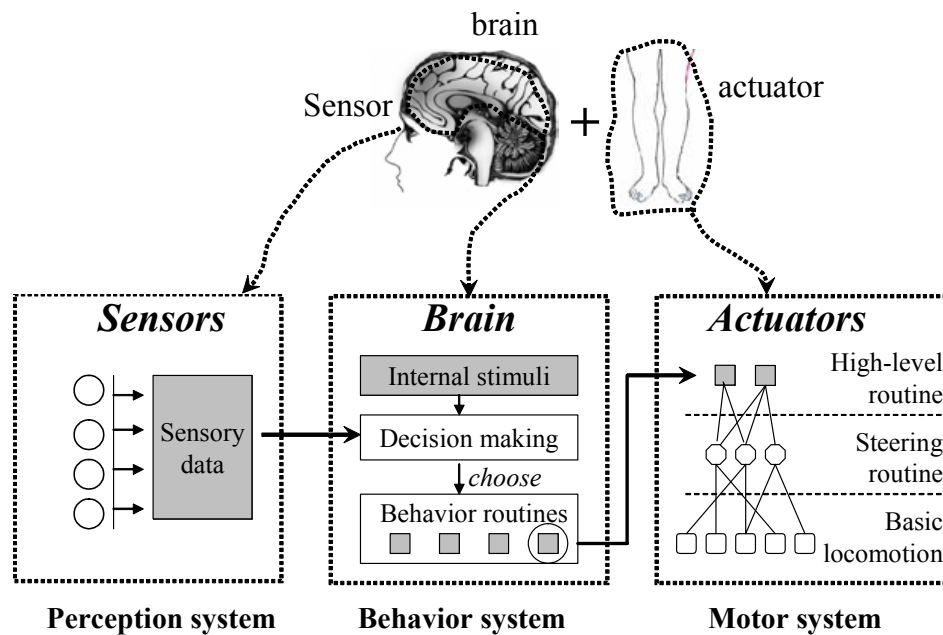 brain
Sensor
+
actuator
Sensors
Sensory
data
Perception system
Brain
Internal stimuli
Decision making
choose
Behavior routines
Behavior system
Actuators
High-level
routine
Steering
routine
Basic
locomotion
Motor system